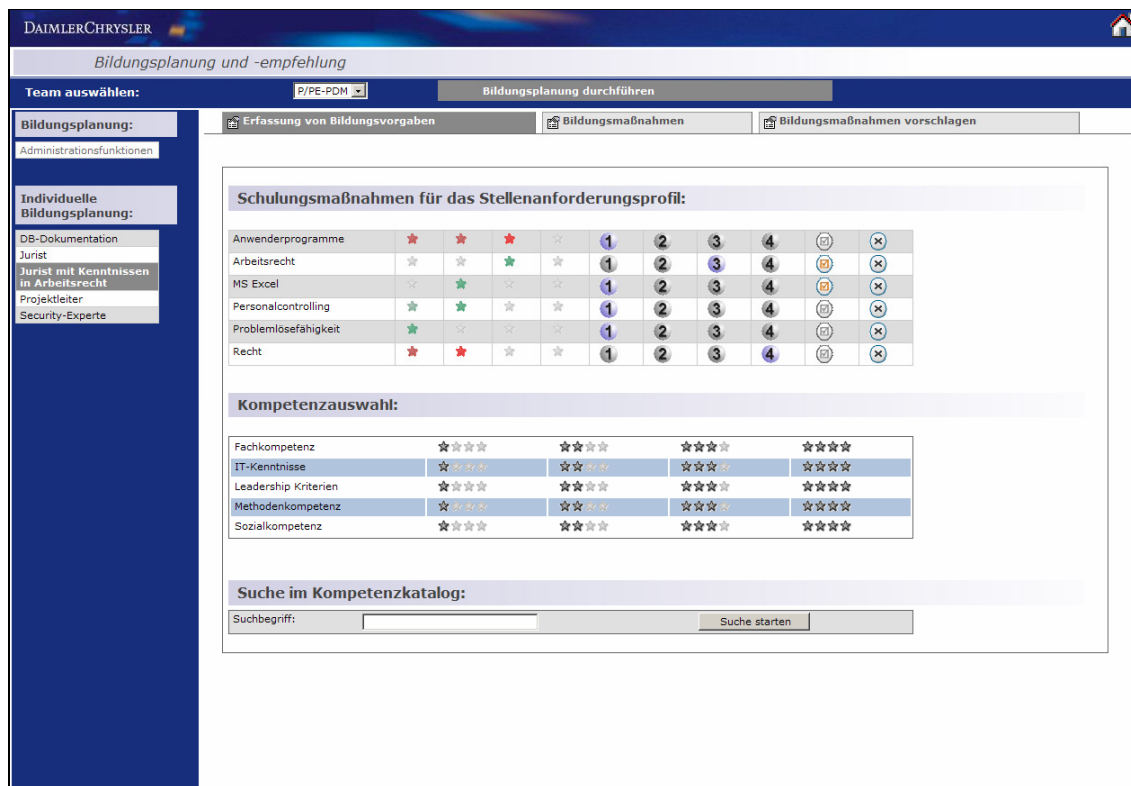 DAIMLERCHRYSLER
Bildungsplanung und -empfehlung
Team auswählen: P/PE-PDM Bildungsplanung durchführen
Bildungsplanung:
Administrationsfunktionen
Individuelle
Bildungsplanung:
DB-Dokumentation
Jurist
Jurist mit Kenntnissen
in Arbeitsrecht
Projektleiter
Security-Experte
Erfassung von Bildungsvorgaben Bildungsmaßnahmen Bildungsmaßnahmen vorschlagen
Schulungsmaßnahmen für das Stellenanforderungsprofil:
Anwenderprogramme 1 2 3 4
Arbeitsrecht 1 2 3 4
MS Excel 1 2 3 4
Personalcontrolling 1 2 3 4
Problemlösefähigkeit 1 2 3 4
Recht 1 2 3 4
Kompetenzauswahl:
Fachkompetenz
IT-Kenntnisse
Leadership Kriterien
Methodenkompetenz
Sozialkompetenz
Suche im Kompetenzkatalog:
Suchbegriff: Suche starten